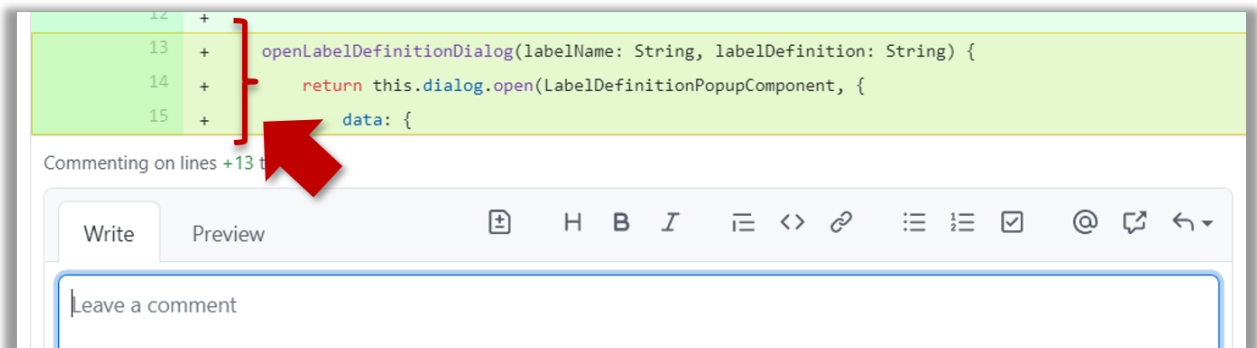 12 +
13 + openLabelDefinitionDialog(labelName: String, labelDefinition: String) {
14 + return this.dialog.open(LabelDefinitionPopupComponent, {
15 + data: {
Commenting on lines +13 t
Write Preview
Leave a comment